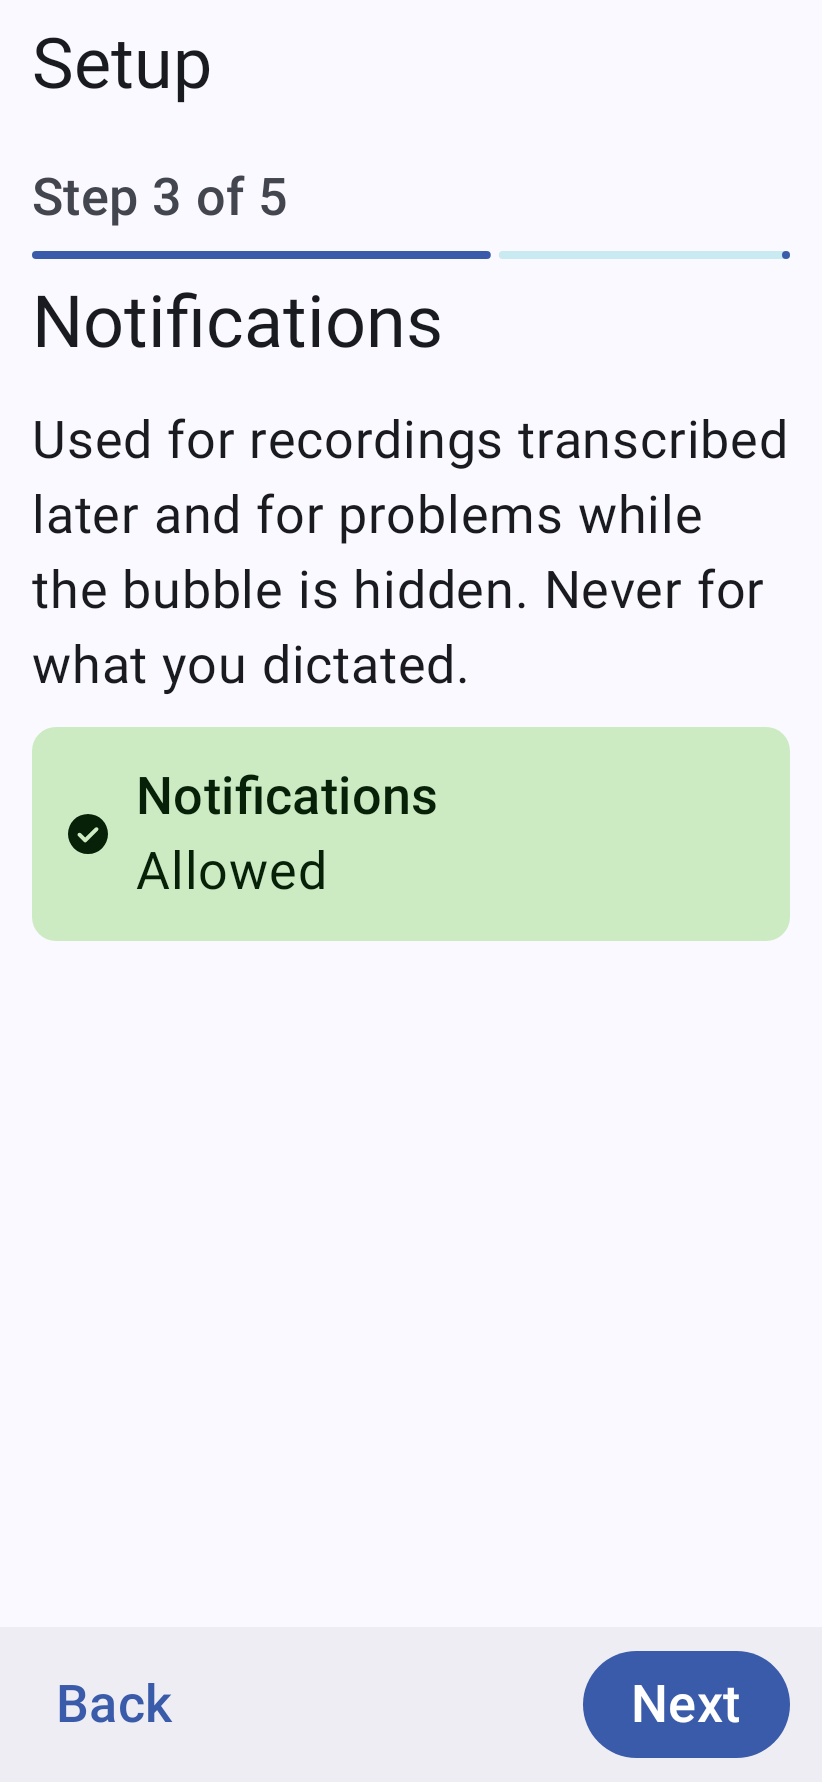 Setup
Step 3 of 5
Notifications
Used for recordings transcribed
later and for problems while
the bubble is hidden. Never for
what you dictated.
Notifications
Allowed
Back
Next